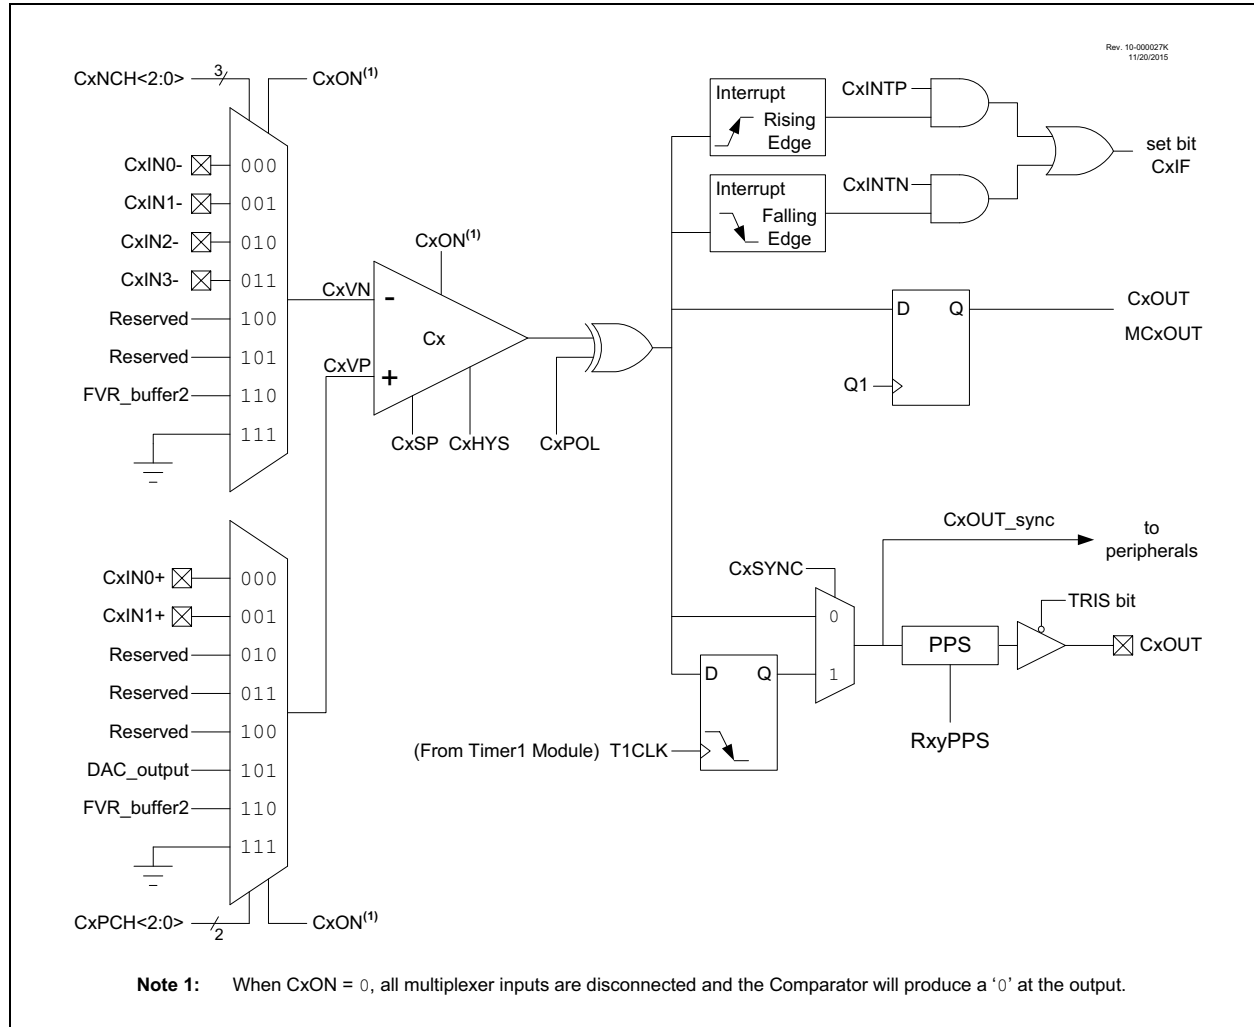 Rev. 10-000027K
11/20/2015
CxNCH<2:0>
3
CxON(1)
CxIN0-
000
CxIN1-
001
CxIN2-
010
CxIN3-
011
Reserved
100
Reserved
101
FVR_buffer2
110
111
CxON(1)
CxVN
-
Cx
CxVP
+
CxSP
CxHYS
CxPOL
Interrupt
Rising
Edge
CxINTP
Interrupt
Falling
Edge
CxINTN
set bit
CxIF
D
Q
Q1
CxOUT
MCxOUT
CxIN0+
000
CxIN1+
001
Reserved
010
Reserved
011
Reserved
100
DAC_output
101
FVR_buffer2
110
111
CxPCH<2:0>
2
CxON(1)
CxOUT_sync
to
peripherals
CxSYNC
0
1
D
Q
(From Timer1 Module) T1CLK
PPS
RxyPPS
TRIS bit
CxOUT
Note 1: When CxON = 0, all multiplexer inputs are disconnected and the Comparator will produce a ‘0’ at the output.